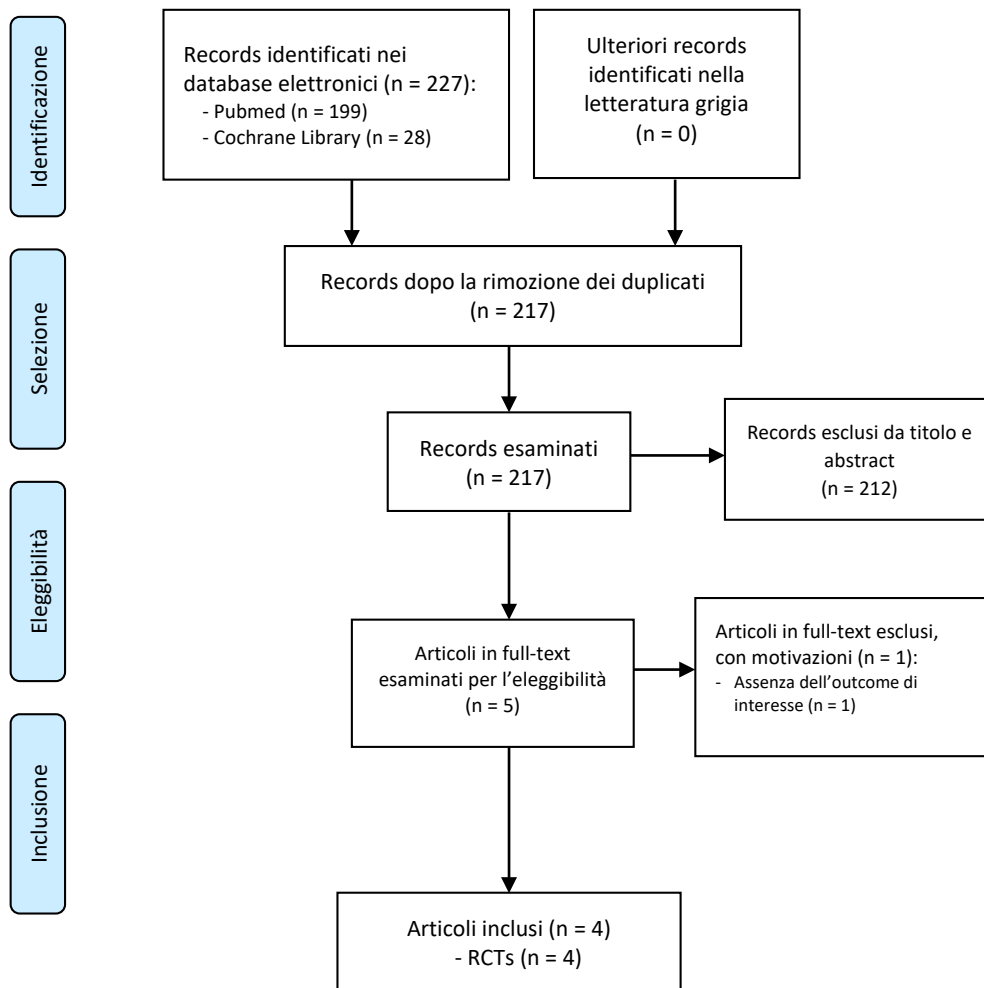 Identificazione
Records identificati nei
database elettronici (n = 227):
- Pubmed (n = 199)
- Cochrane Library (n = 28)
Ulteriori records
identificati nella
letteratura grigia
(n = 0)
Selezione
Records dopo la rimozione dei duplicati
(n = 217)
Records esaminati
(n = 217)
Records esclusi da titolo e
abstract
(n = 212)
Eleggibilità
Articoli in full-text
esaminati per l’eleggibilità
(n = 5)
Articoli in full-text esclusi,
con motivazioni (n = 1):
- Assenza dell’outcome di
interesse (n = 1)
Inclusione
Articoli inclusi (n = 4)
- RCTs (n = 4)